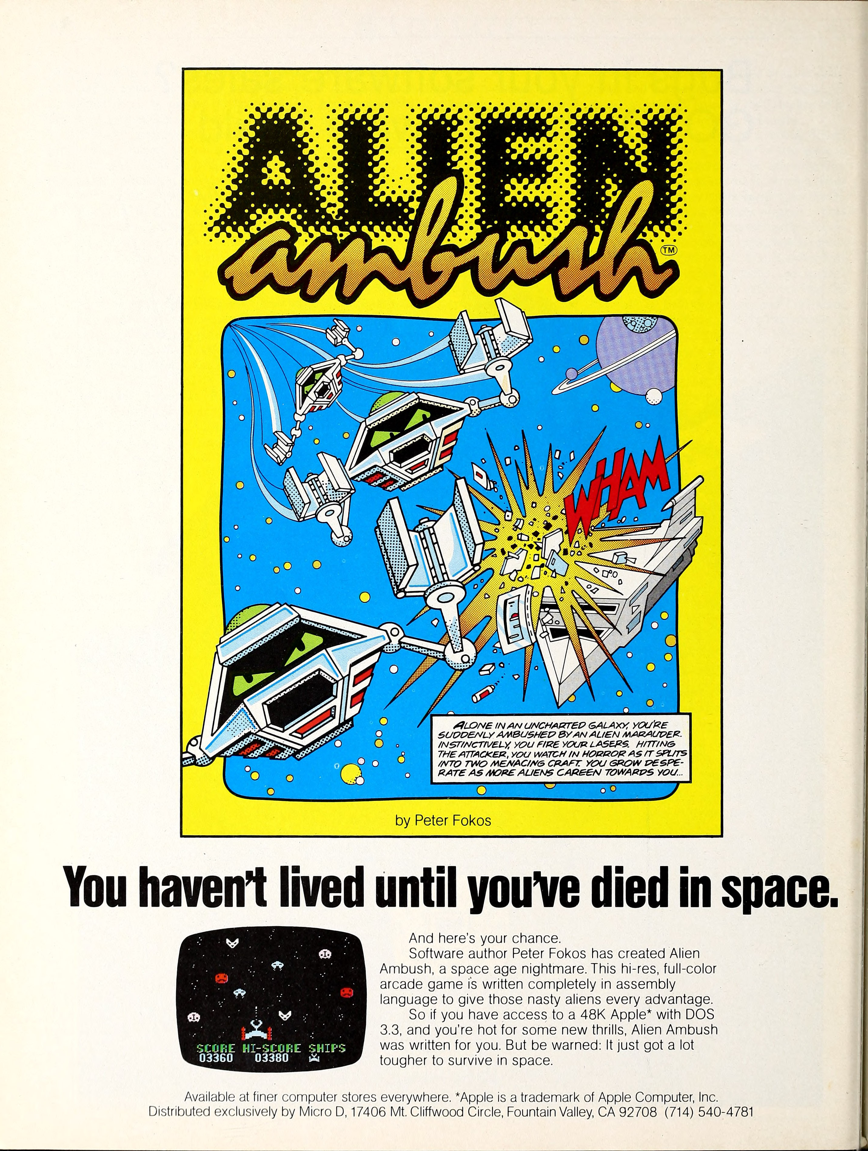 ALIEN
ambush TM
WHAM
ALONE IN AN UNCHARTED GALAXY, YOU'RE
SUDDENLY AMBUSHED BY AN ALIEN MARAUDER.
INSTINCTIVELY, YOU FIRE YOUR LASERS. HITTING
THE ATTACKER, YOU WATCH IN HORROR AS IT SPLITS
INTO TWO MENACING CRAFT. YOU GROW DESPE-
RATE AS MORE ALIENS CAREEN TOWARDS YOU...
by Peter Fokos
You haven't lived until you've died in space.
And here's your chance.
Software author Peter Fokos has created Alien
Ambush, a space age nightmare. This hi-res, full-color
arcade game is written completely in assembly
language to give those nasty aliens every advantage.
So if you have access to a 48K Apple* with DOS
3.3, and you're hot for some new thrills, Alien Ambush
was written for you. But be warned: It just got a lot
tougher to survive in space.
SCORE HI-SCORE SHIPS
03360 03380
Available at finer computer stores everywhere. *Apple is a trademark of Apple Computer, Inc.
Distributed exclusively by Micro D, 17406 Mt. Cliffwood Circle, Fountain Valley, CA 92708 (714) 540-4781